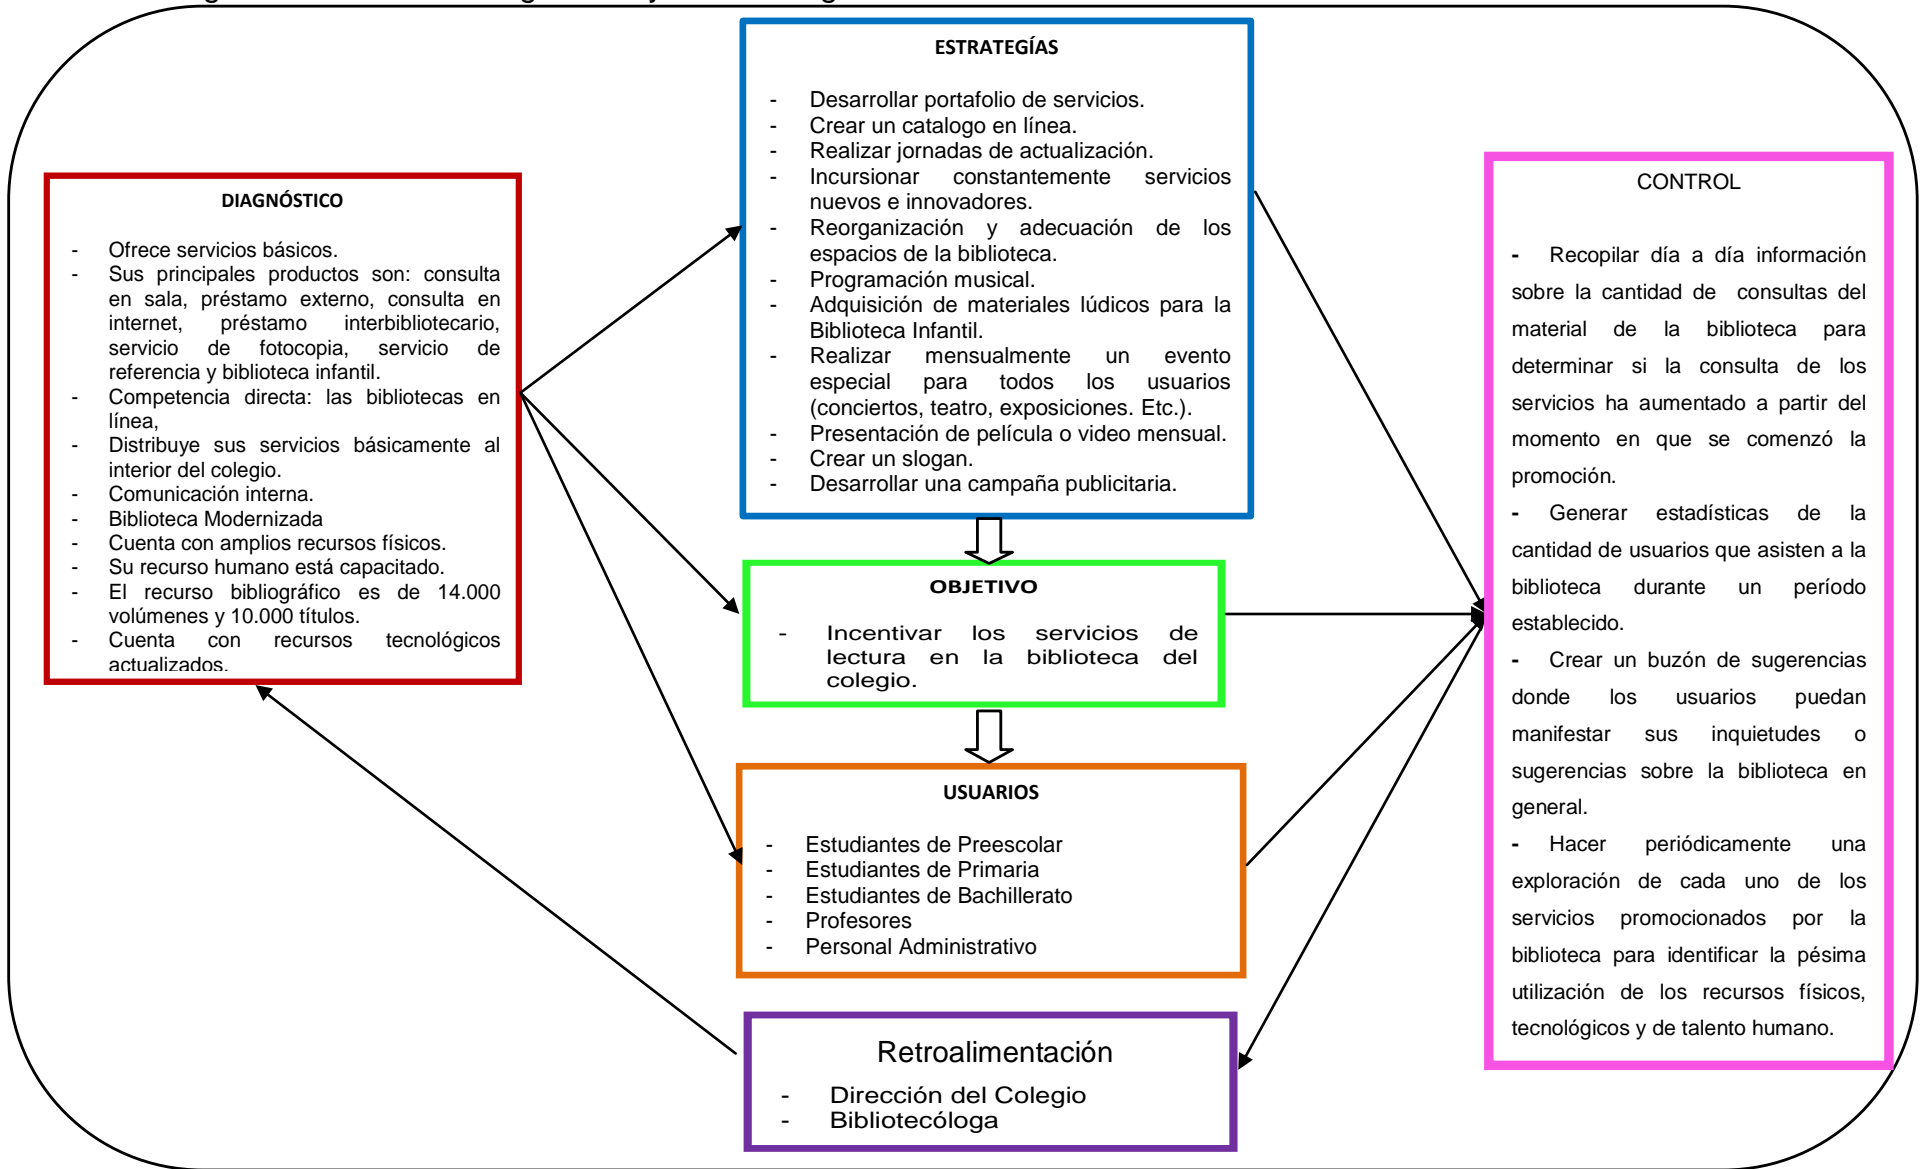 ESTRATEGÍAS
- Desarrollar portafolio de servicios.
- Crear un catalogo en línea.
- Realizar jornadas de actualización.
- Incursionar constantemente servicios
nuevos e innovadores.
- Reorganización y adecuación de los
espacios de la biblioteca.
- Programación musical.
- Adquisición de materiales lúdicos para la
Biblioteca Infantil.
- Realizar mensualmente un evento
especial para todos los usuarios
(conciertos, teatro, exposiciones. Etc.).
- Presentación de película o video mensual.
- Crear un slogan.
- Desarrollar una campaña publicitaria.
DIAGNÓSTICO
- Ofrece servicios básicos.
- Sus principales productos son: consulta
en sala, préstamo externo, consulta en
internet, préstamo interbibliotecario,
servicio de fotocopia, servicio de
referencia y biblioteca infantil.
- Competencia directa: las bibliotecas en
línea,
- Distribuye sus servicios básicamente al
interior del colegio.
- Comunicación interna.
- Biblioteca Modernizada
- Cuenta con amplios recursos físicos.
- Su recurso humano está capacitado.
- El recurso bibliográfico es de 14.000
volúmenes y 10.000 títulos.
- Cuenta con recursos tecnológicos
actualizados.
OBJETIVO
- Incentivar los servicios de
lectura en la biblioteca del
colegio.
USUARIOS
- Estudiantes de Preescolar
- Estudiantes de Primaria
- Estudiantes de Bachillerato
- Profesores
- Personal Administrativo
Retroalimentación
- Dirección del Colegio
- Bibliotecóloga
CONTROL
- Recopilar día a día información
sobre la cantidad de consultas del
material de la biblioteca para
determinar si la consulta de los
servicios ha aumentado a partir del
momento en que se comenzó la
promoción.
- Generar estadísticas de la
cantidad de usuarios que asisten a la
biblioteca durante un período
establecido.
- Crear un buzón de sugerencias
donde los usuarios puedan
manifestar sus inquietudes o
sugerencias sobre la biblioteca en
general.
- Hacer periódicamente una
exploración de cada uno de los
servicios promocionados por la
biblioteca para identificar la pésima
utilización de los recursos físicos,
tecnológicos y de talento humano.